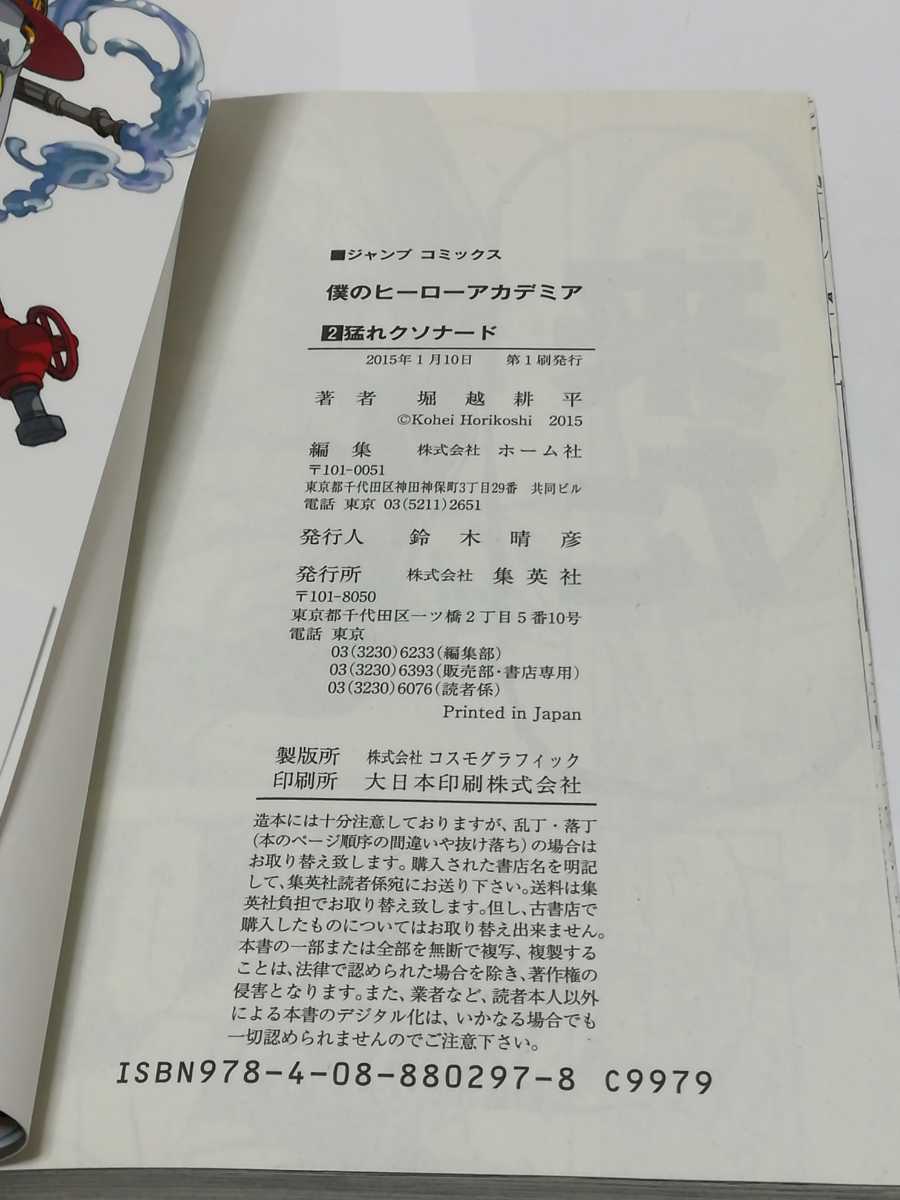 ■ジャンプ コミックス
僕のヒーローアカデミア
2猛れクソナード
2015年1月10日　第1刷発行
著者　堀越耕平
©Kohei Horikoshi 2015
編集　株式会社 ホーム社
〒101-0051
東京都千代田区神田神保町3丁目29番　共同ビル
電話 東京 03(5211)2651
発行人　鈴木晴彦
発行所　株式会社 集英社
〒101-8050
東京都千代田区一ツ橋2丁目5番10号
電話 東京
03(3230)6233(編集部)
03(3230)6393(販売部・書店専用)
03(3230)6076(読者係)
Printed in Japan
製版所　株式会社 コスモグラフィック
印刷所　大日本印刷株式会社
造本には十分注意しておりますが、乱丁・落丁
(本のページ順序の間違いや抜け落ち)の場合は
お取り替え致します。購入された書店名を明記
して、集英社読者係宛にお送り下さい。送料は集
英社負担でお取り替え致します。但し、古書店で
購入したものについてはお取り替え出来ません。
本書の一部または全部を無断で複写、複製する
ことは、法律で認められた場合を除き、著作権の
侵害となります。また、業者など、読者本人以外
による本書のデジタル化は、いかなる場合でも
一切認められませんのでご注意下さい。
ISBN978-4-08-880297-8 C9979